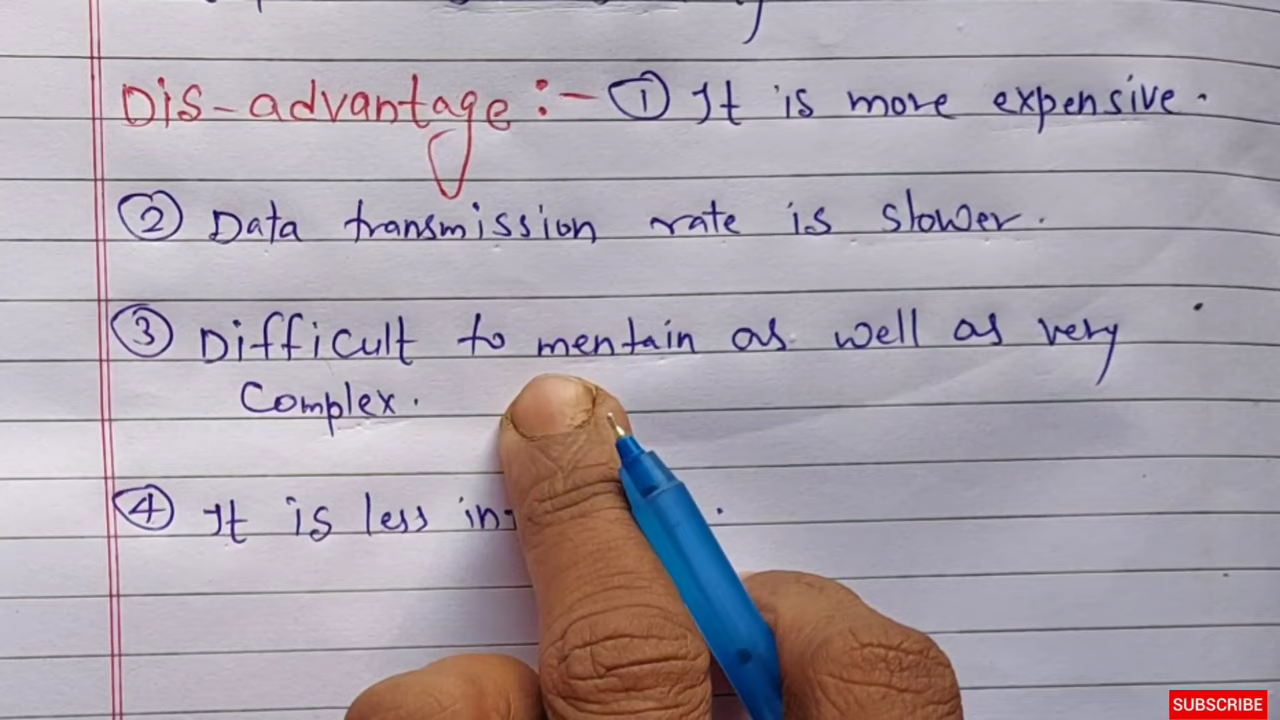 Dis-advantage :- ① It is more expensive.
② Data transmission rate is slower.
③ Difficult to mentain as well as very
Complex.
④ It is less
SUBSCRIBE